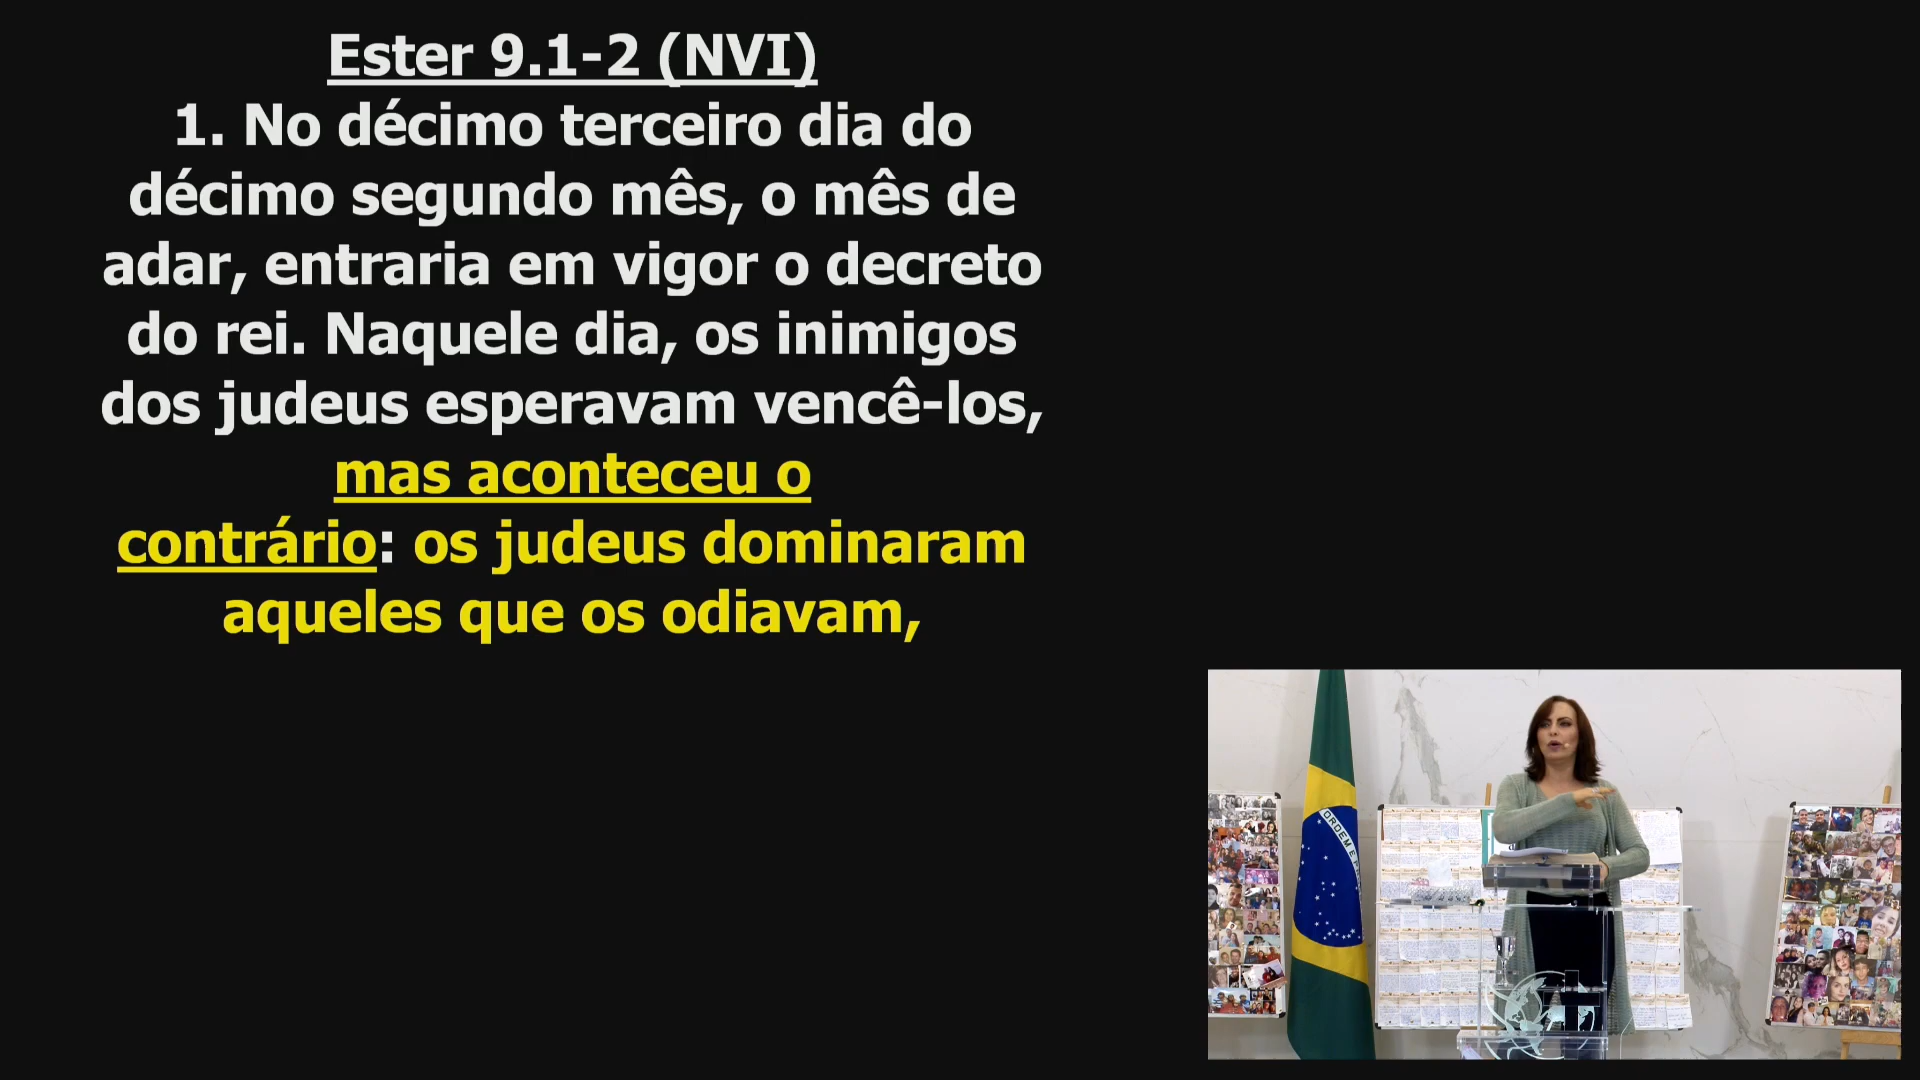 Ester 9.1-2 (NVI)
1. No décimo terceiro dia do
décimo segundo mês, o mês de
adar, entraria em vigor o decreto
do rei. Naquele dia, os inimigos
dos judeus esperavam vencê-los,
mas aconteceu o
contrário: os judeus dominaram
aqueles que os odiavam,
ORDEM E